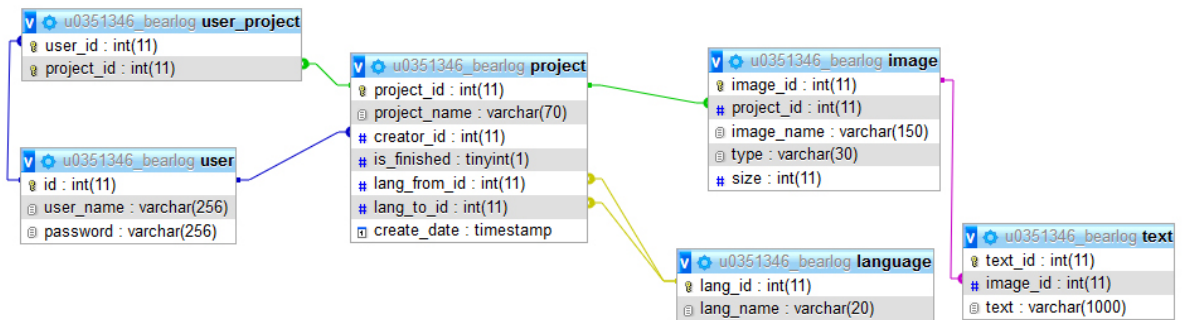 u0351346_bearlog user_project
user_id : int(11)
project_id : int(11)
u0351346_bearlog user
id : int(11)
user_name : varchar(256)
password : varchar(256)
u0351346_bearlog project
project_id : int(11)
project_name : varchar(70)
creator_id : int(11)
is_finished : tinyint(1)
lang_from_id : int(11)
lang_to_id : int(11)
create_date : timestamp
u0351346_bearlog image
image_id : int(11)
project_id : int(11)
image_name : varchar(150)
type : varchar(30)
size : int(11)
u0351346_bearlog language
lang_id : int(11)
lang_name : varchar(20)
u0351346_bearlog text
text_id : int(11)
image_id : int(11)
text : varchar(1000)